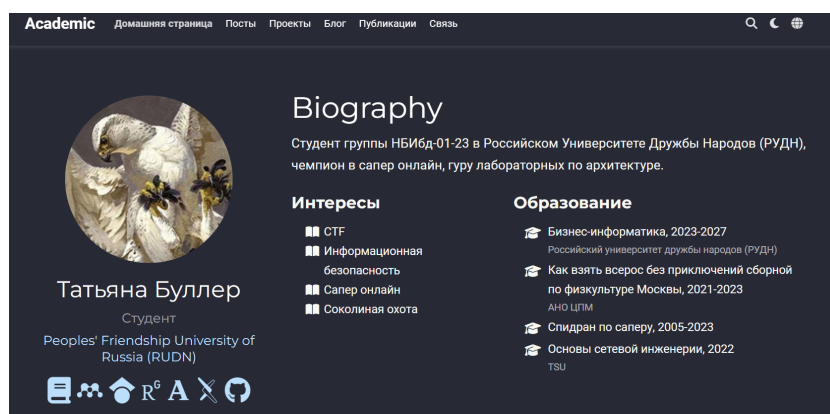 Academic Домашняя страница Посты Проекты Блог Публикации Связь
Biography
Студент группы НБИбд-01-23 в Российском Университете Дружбы Народов (РУДН),
чемпион в сапер онлайн, гуру лабораторных по архитектуре.
Интересы
CTF
Информационная
безопасность
Сапер онлайн
Соколиная охота
Образование
Бизнес-информатика, 2023-2027
Российский университет дружбы народов (РУДН)
Как взять всерос без приключений сборной
по физкультуре Москвы, 2021-2023
АНО ЦПМ
Спидран по саперу, 2005-2023
Основы сетевой инженерии, 2022
TSU
Татьяна Буллер
Студент
Peoples' Friendship University of
Russia (RUDN)